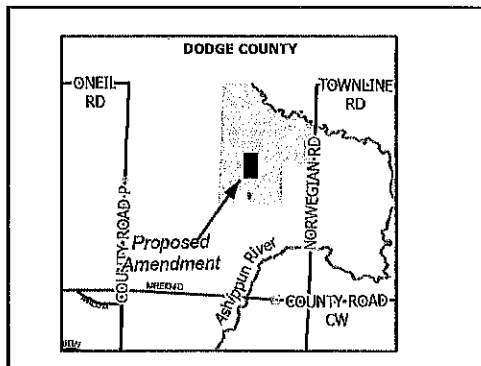 DODGE COUNTY
ONEIL
RD
TOWNLINE
RD
COUNTY ROAD P
NORWEGIAN RD
Proposed
Amendment
Ashippun River
COUNTY ROAD
CW